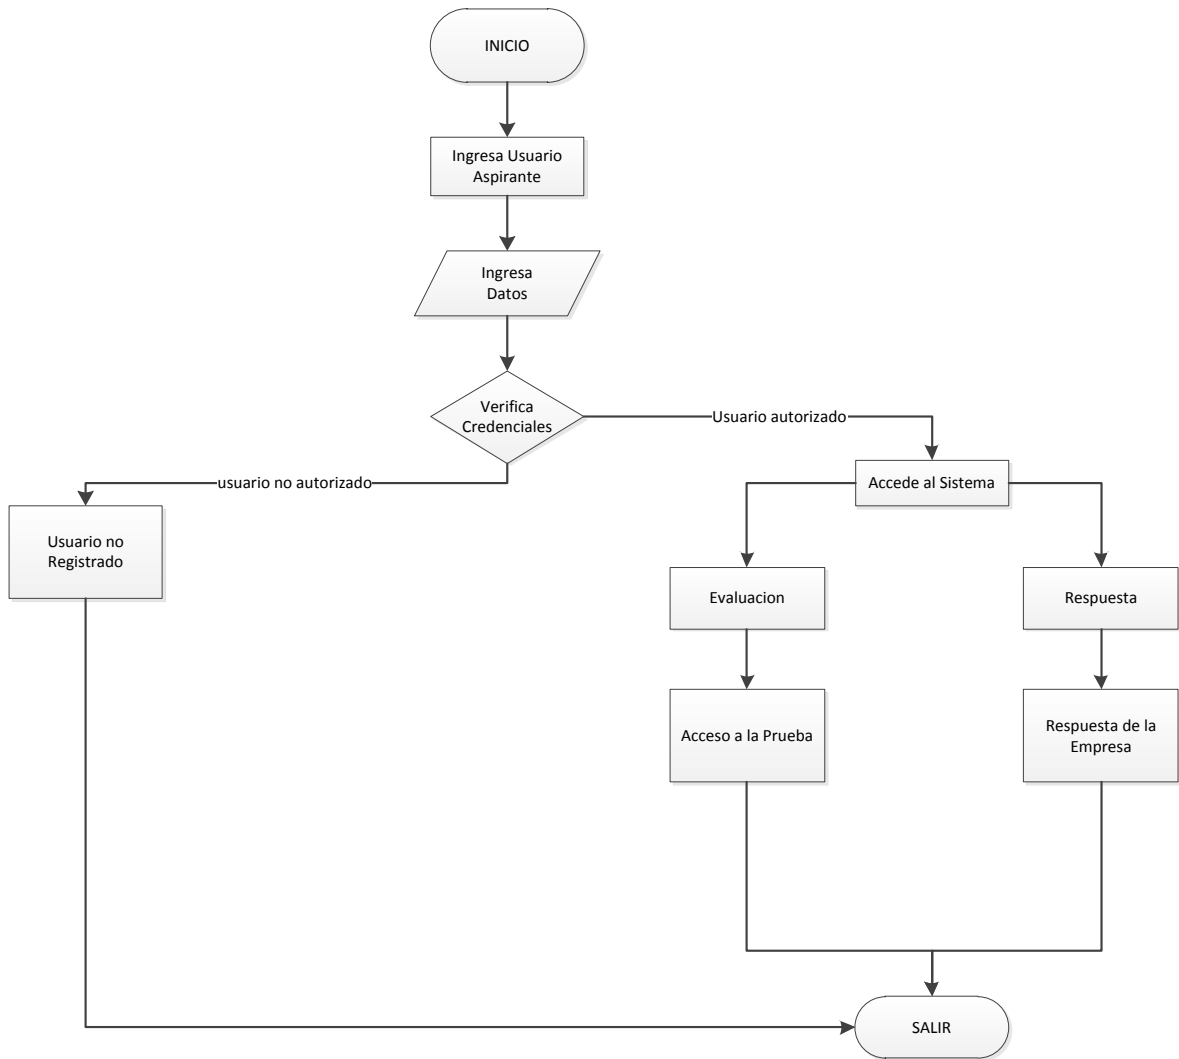 INICIO
Ingresa Usuario
Aspirante
Ingresa
Datos
Verifica
Credenciales
Usuario autorizado
usuario no autorizado
Accede al Sistema
Usuario no
Registrado
Evaluacion
Respuesta
Acceso a la Prueba
Respuesta de la
Empresa
SALIR